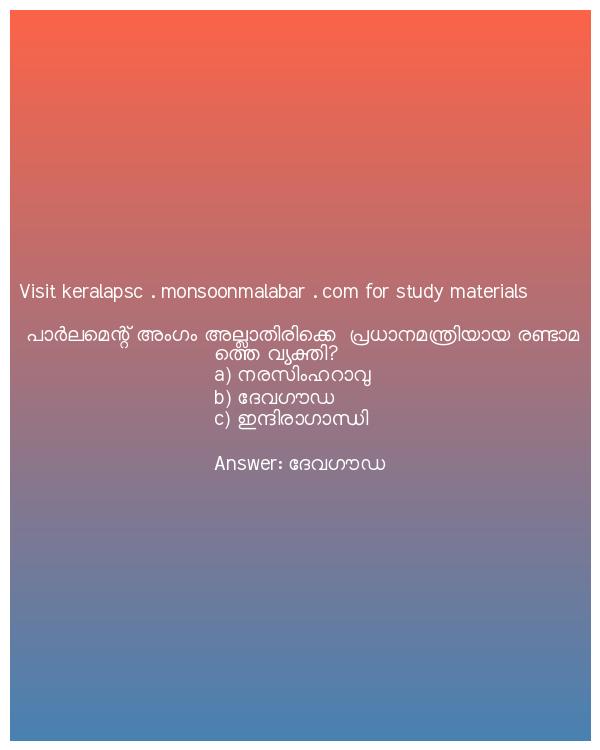 Visit keralapsc . monsoonmalabar . com for study materials
പാർലമെന്റ് അംഗം അല്ലാതിരിക്കെ പ്രധാനമന്ത്രിയായ രണ്ടാമ
ത്തെ വ്യക്തി?
a) നരസിംഹറാവു
b) ദേവഗൗഡ
c) ഇന്ദിരാഗാന്ധി
Answer: ദേവഗൗഡ